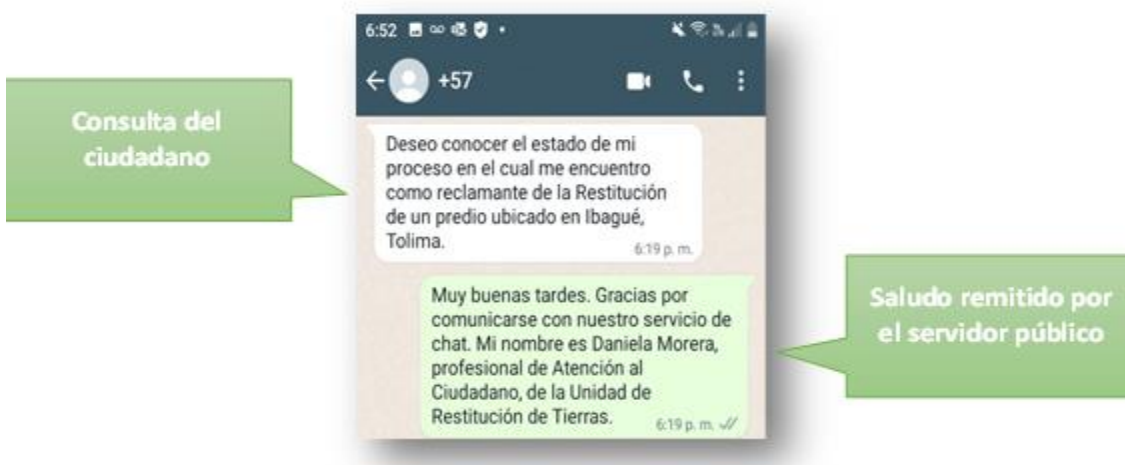 6:52
+57
Consulta del
ciudadano
Deseo conocer el estado de mi
proceso en el cual me encuentro
como reclamante de la Restitución
de un predio ubicado en Ibagué,
Tolima.
6:19 p. m.
Muy buenas tardes. Gracias por
comunicarse con nuestro servicio de
chat. Mi nombre es Daniela Morera,
profesional de Atención al
Ciudadano, de la Unidad de
Restitución de Tierras.
6:19 p. m.
Saludo remitido por
el servidor público